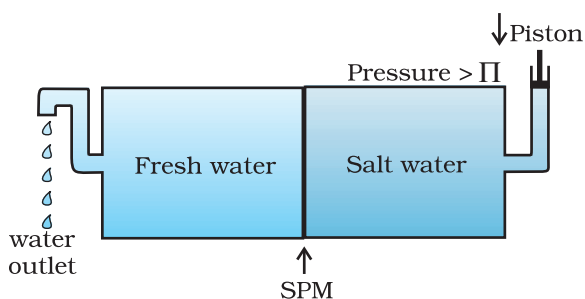 Piston
Pressure > Π
Fresh water
Salt water
water
outlet
SPM